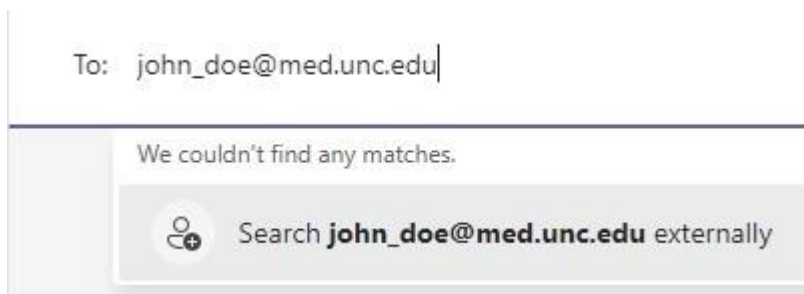 To: john_doe@med.unc.edu
We couldn't find any matches.
Search john_doe@med.unc.edu externally